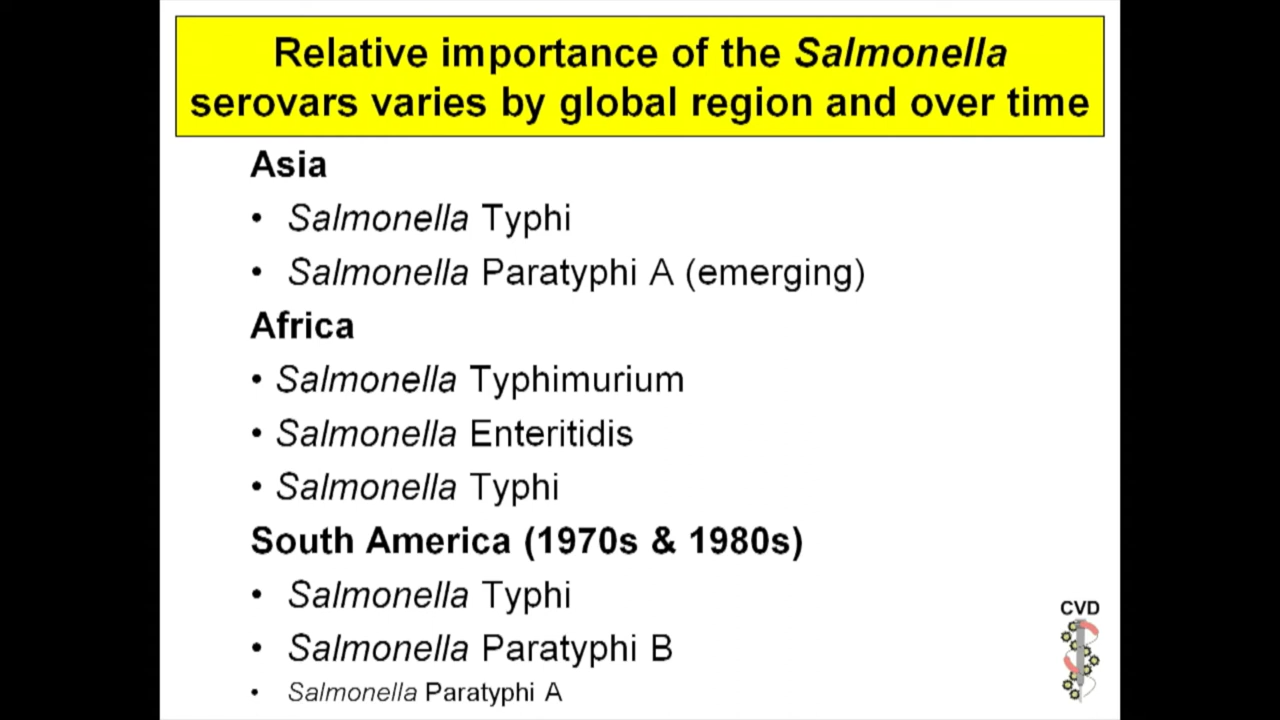 Relative importance of the Salmonella
serovars varies by global region and over time
Asia
• Salmonella Typhi
• Salmonella Paratyphi A (emerging)
Africa
• Salmonella Typhimurium
• Salmonella Enteritidis
• Salmonella Typhi
South America (1970s & 1980s)
• Salmonella Typhi
• Salmonella Paratyphi B
• Salmonella Paratyphi A
CVD